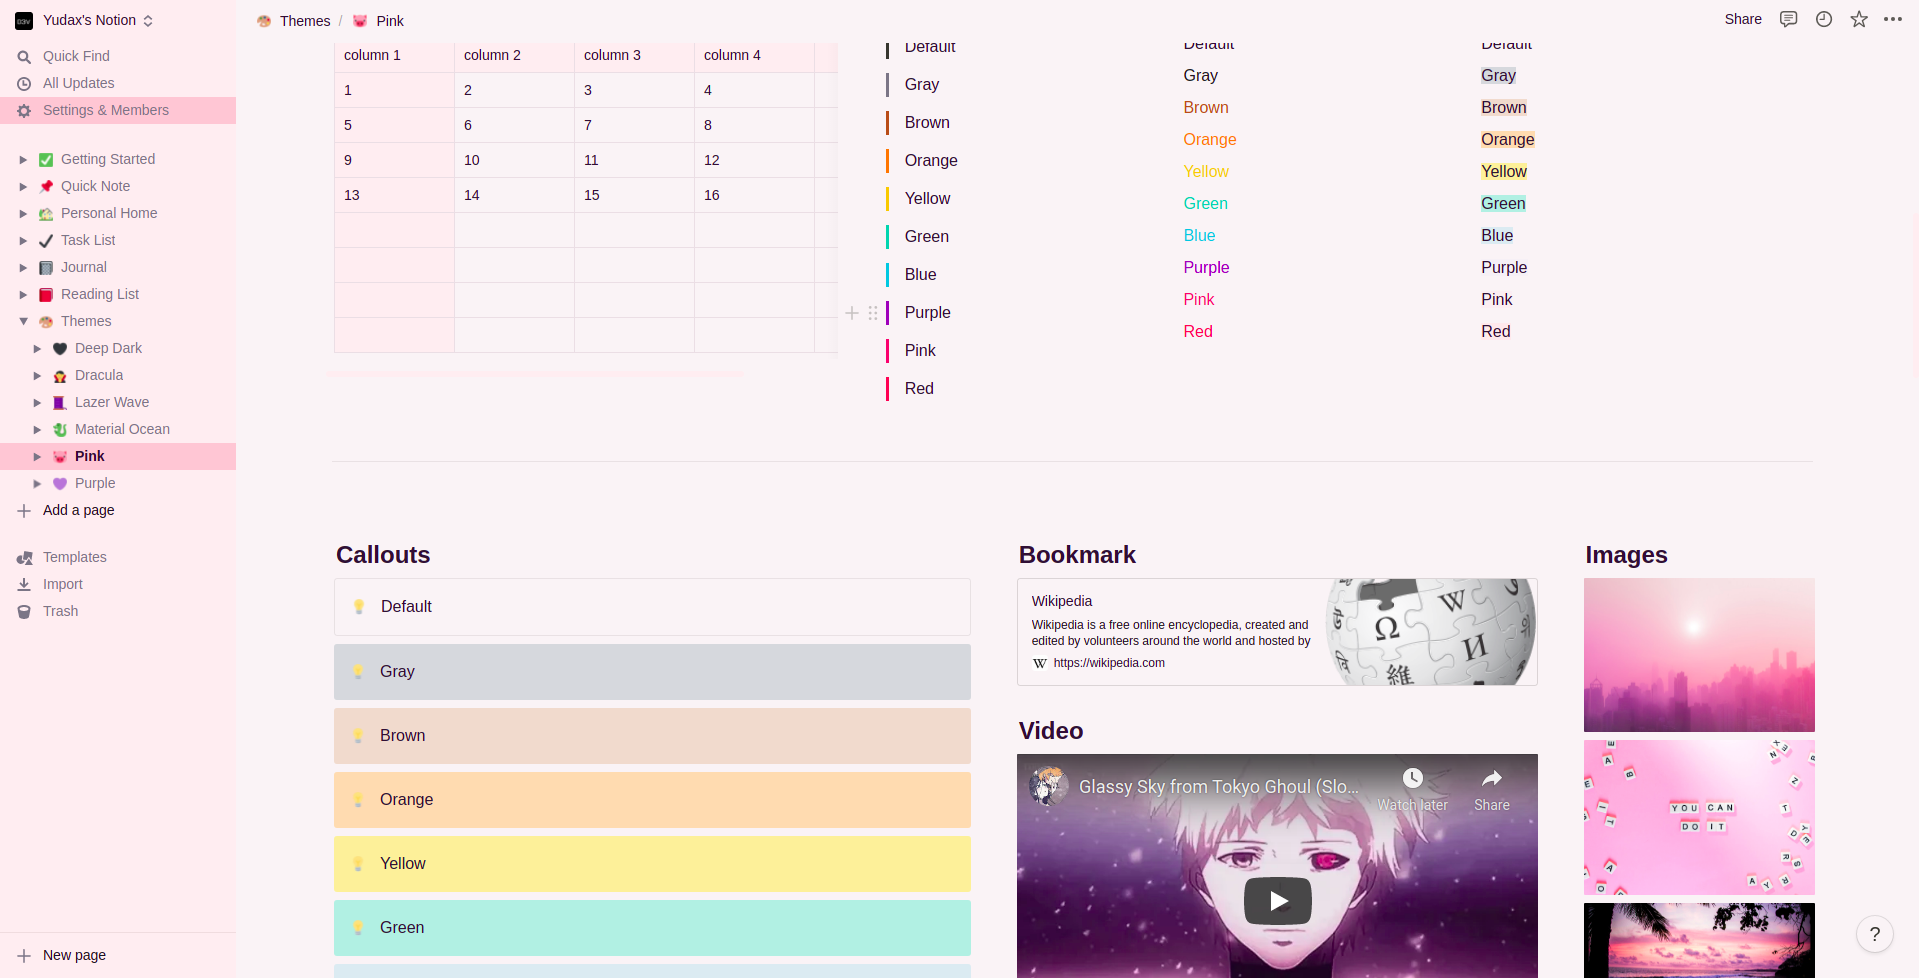 Yudax's Notion
Quick Find
All Updates
Settings & Members
Getting Started
Quick Note
Personal Home
Task List
Journal
Reading List
Themes
Deep Dark
Dracula
Lazer Wave
Material Ocean
Pink
Purple
Add a page
Templates
Import
Trash
New page
Themes / Pink
Share
column 1 column 2 column 3 column 4
1 2 3 4
5 6 7 8
9 10 11 12
13 14 15 16
Default
Gray
Brown
Orange
Yellow
Green
Blue
Purple
Pink
Red
Default
Gray
Brown
Orange
Yellow
Green
Blue
Purple
Pink
Red
Default
Gray
Brown
Orange
Yellow
Green
Blue
Purple
Pink
Red
Callouts
Default
Gray
Brown
Orange
Yellow
Green
Bookmark
Wikipedia
Wikipedia is a free online encyclopedia, created and
edited by volunteers around the world and hosted by
W https://wikipedia.com
Ω W И 維
Video
Glassy Sky from Tokyo Ghoul (Slo...
Watch later
Share
Images
YOU CAN
DO IT
?